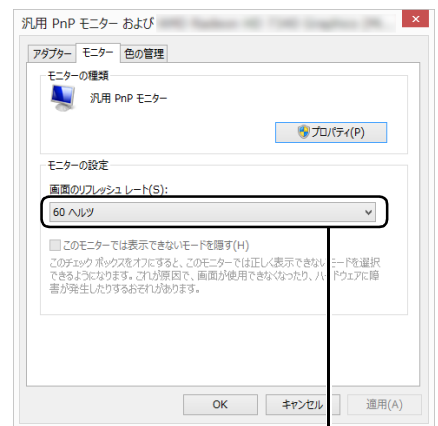 汎用 PnP モニター および
アダプター モニター 色の管理
モニターの種類
汎用 PnP モニター
プロパティ(P)
モニターの設定
画面のリフレッシュ レート(S):
60 ヘルツ
このモニターでは表示できないモードを隠す(H)
このチェック ボックスをオフにすると、このモニターでは正しく表示できないモードを選択
できるようになります。これが原因で、画面が使用できなくなったり、ハードウェアに障
害が発生したりするおそれがあります。
OK キャンセル 適用(A)